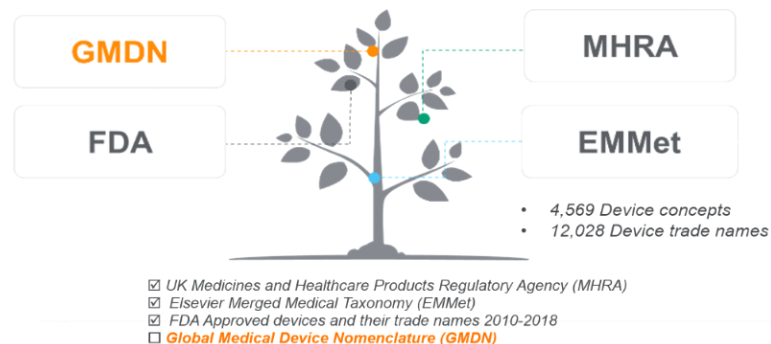 GMDN
MHRA
FDA
EMMet
• 4,569 Device concepts
• 12,028 Device trade names
☑ UK Medicines and Healthcare Products Regulatory Agency (MHRA)
☑ Elsevier Merged Medical Taxonomy (EMMet)
☑ FDA Approved devices and their trade names 2010-2018
☐ Global Medical Device Nomenclature (GMDN)